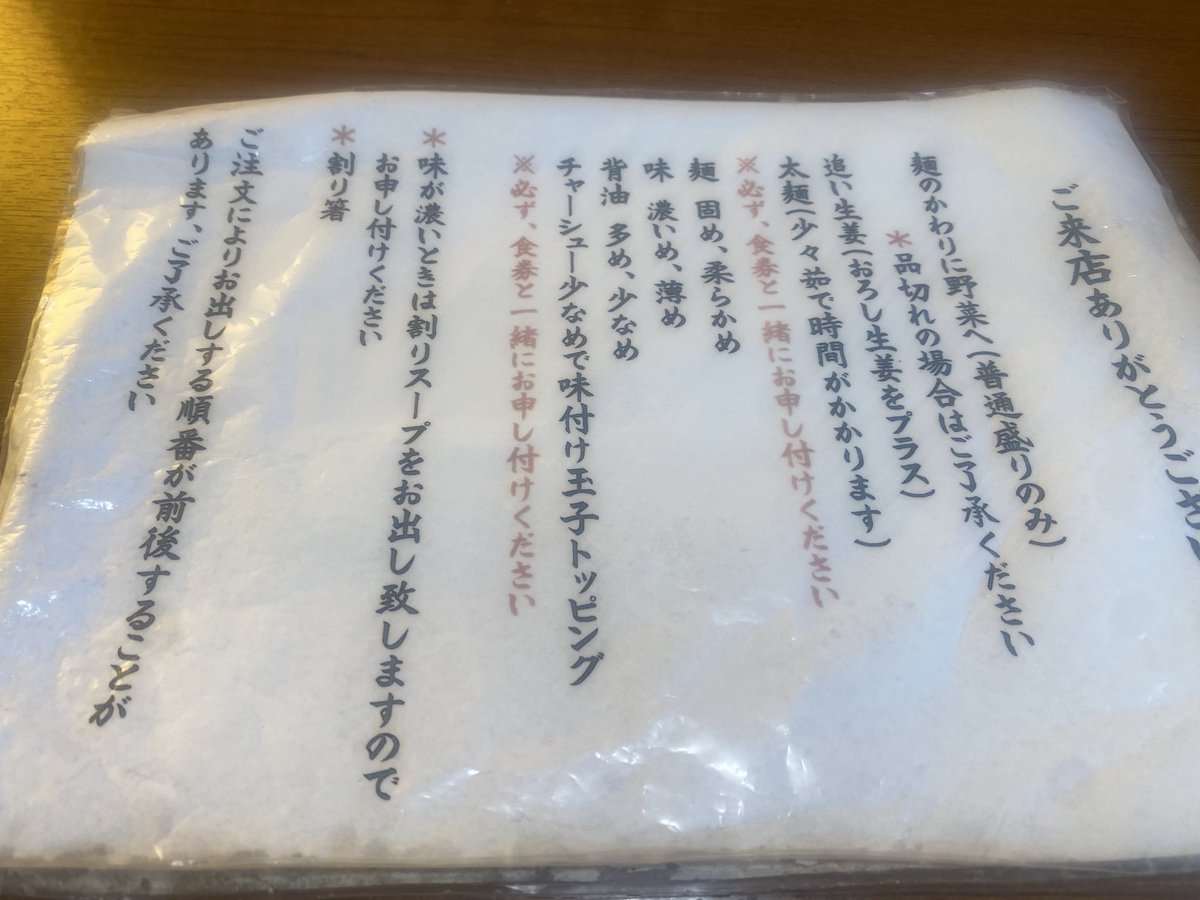 ご来店ありがとうござい
麺のかわりに野菜へ(普通盛りのみ)
＊品切れの場合はご了承ください
追い生姜(おろし生姜をプラス)
太麺(少々茹で時間がかかります)
※必ず、食券と一緒にお申し付けください
麺 固め、柔らかめ
味 濃いめ、薄め
背油 多め、少なめ
チャーシュー少なめで味付け玉子トッピング
※必ず、食券と一緒にお申し付けください
＊味が濃いときは割りスープをお出し致しますので
お申し付けください
＊割り箸
ご注文によりお出しする順番が前後することが
あります、ご了承ください